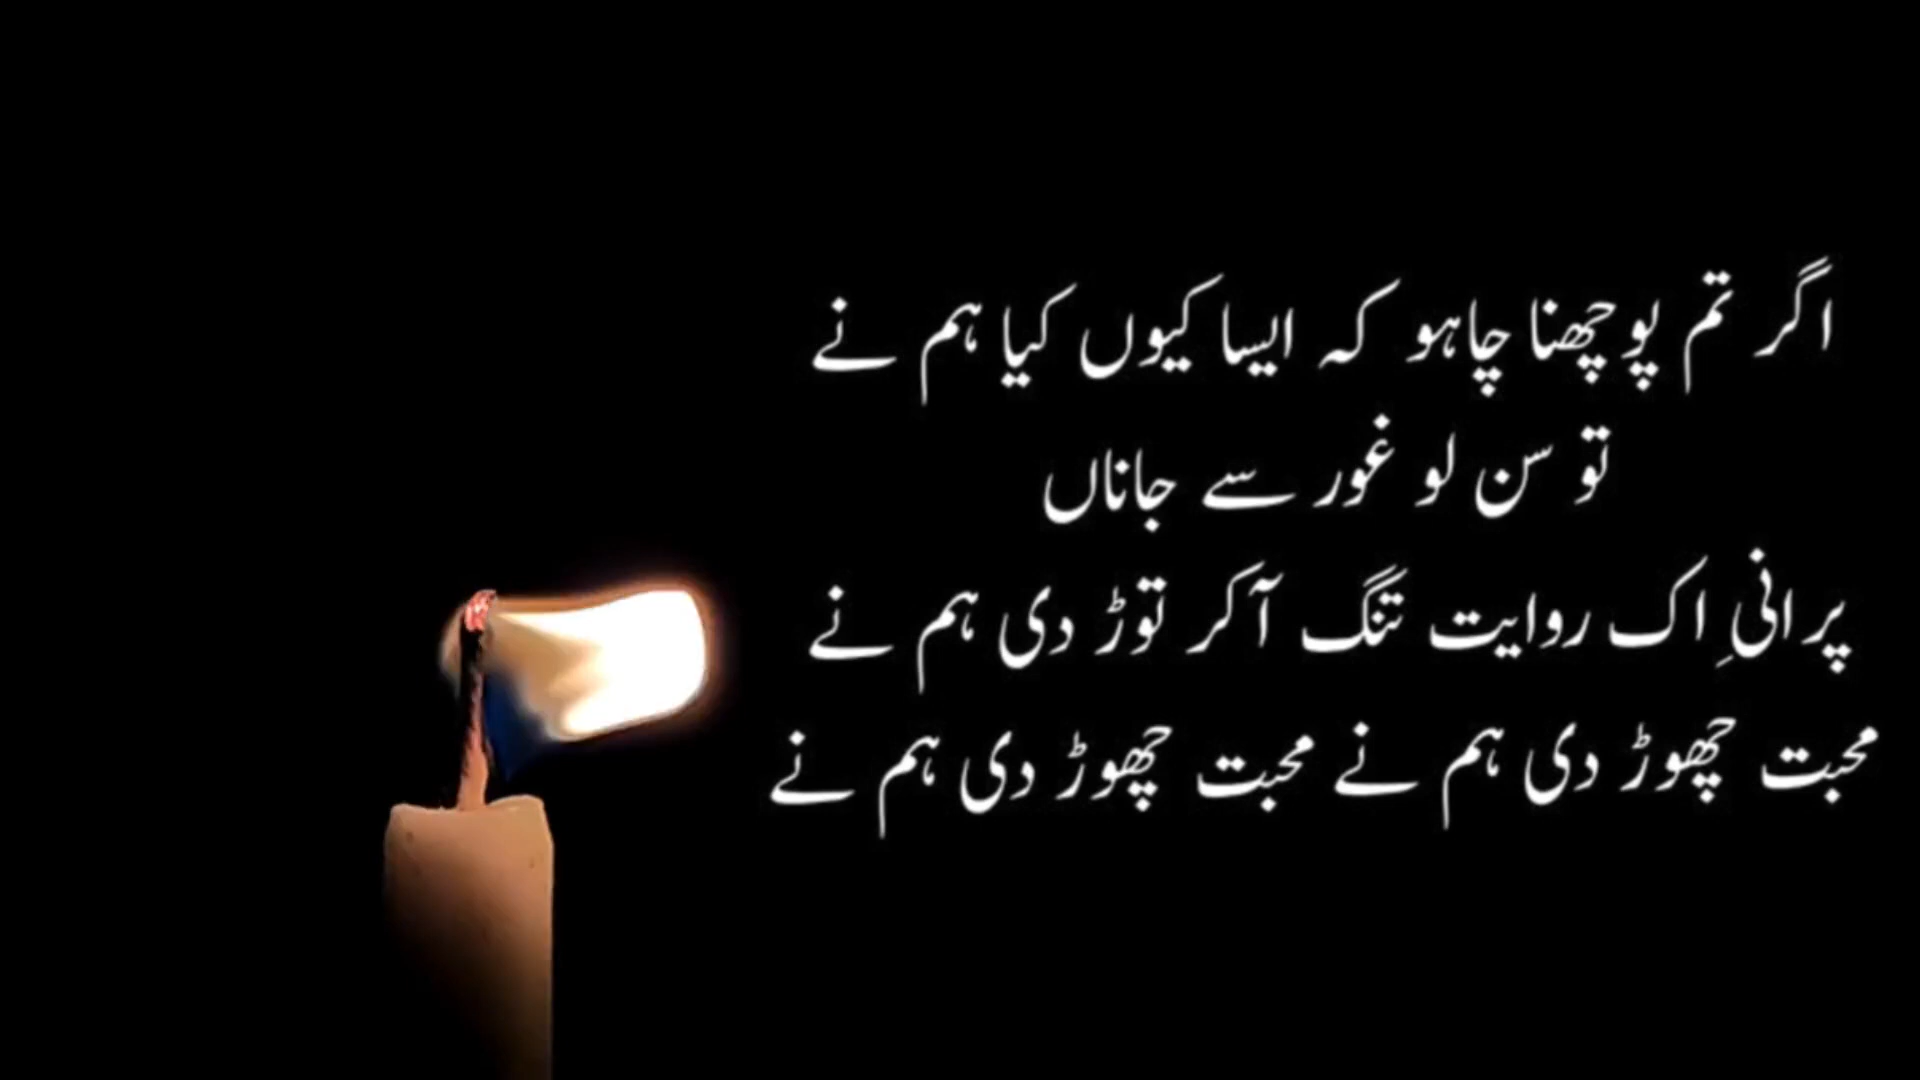 اگر تم پوچھنا چاہو کہ ایسا کیوں کیا ہم نے
تو سن لو غور سے جاناں
پرانی اِک روایت تنگ آکر توڑ دی ہم نے
محبت چھوڑ دی ہم نے محبت چھوڑ دی ہم نے